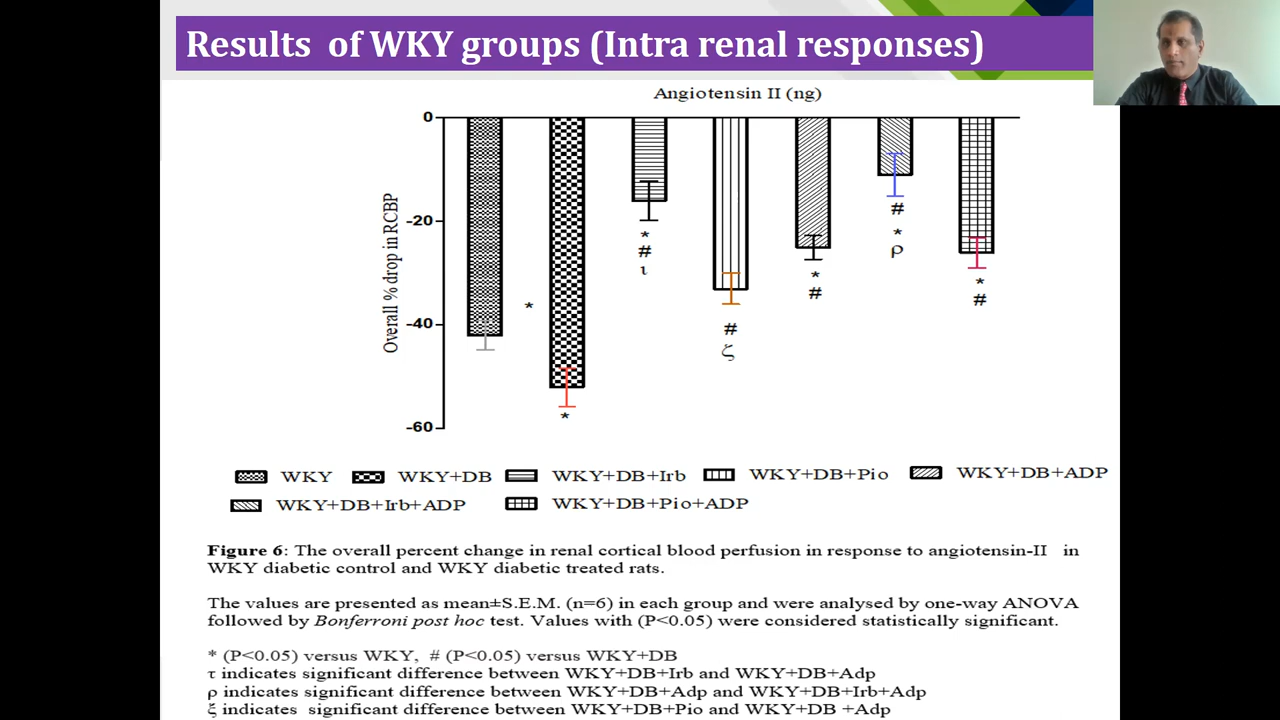 Results of WKY groups (Intra renal responses)
Angiotensin II (ng)
0
-20
-40
-60
Overall % drop in RCBP
*
*
*
#
ι
#
ζ
*
#
#
*
ρ
*
#
WKY WKY+DB WKY+DB+Irb WKY+DB+Pio WKY+DB+ADP
WKY+DB+Irb+ADP WKY+DB+Pio+ADP
Figure 6: The overall percent change in renal cortical blood perfusion in response to angiotensin-II in
WKY diabetic control and WKY diabetic treated rats.
The values are presented as mean±S.E.M. (n=6) in each group and were analysed by one-way ANOVA
followed by Bonferroni post hoc test. Values with (P<0.05) were considered statistically significant.
* (P<0.05) versus WKY, # (P<0.05) versus WKY+DB
τ indicates significant difference between WKY+DB+Irb and WKY+DB+Adp
ρ indicates significant difference between WKY+DB+Adp and WKY+DB+Irb+Adp
ξ indicates significant difference between WKY+DB+Pio and WKY+DB +Adp